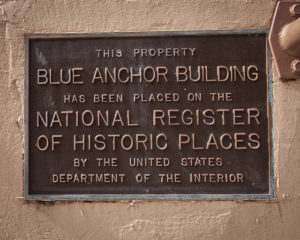 THIS PROPERTY
BLUE ANCHOR BUILDING
HAS BEEN PLACED ON THE
NATIONAL REGISTER
OF HISTORIC PLACES
BY THE UNITED STATES
DEPARTMENT OF THE INTERIOR